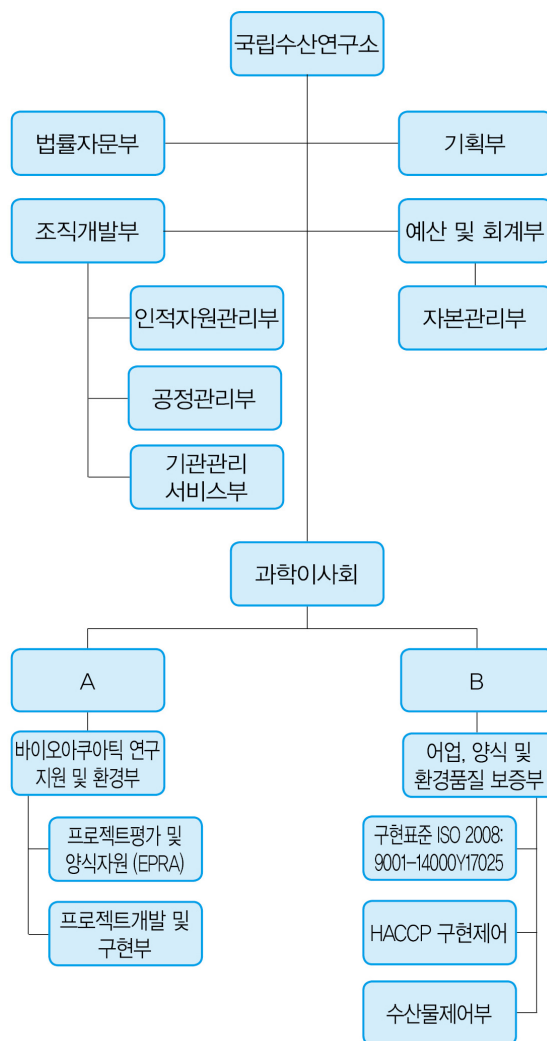 국립수산연구소
법률자문부
기획부
조직개발부
예산 및 회계부
인적자원관리부
자본관리부
공정관리부
기관관리
서비스부
과학이사회
A
B
바이오아쿠아틱 연구
지원 및 환경부
어업, 양식 및
환경품질 보증부
프로젝트평가 및
양식자원 (EPRA)
구현표준 ISO 2008:
9001-14000Y17025
프로젝트개발 및
구현부
HACCP 구현제어
수산물제어부